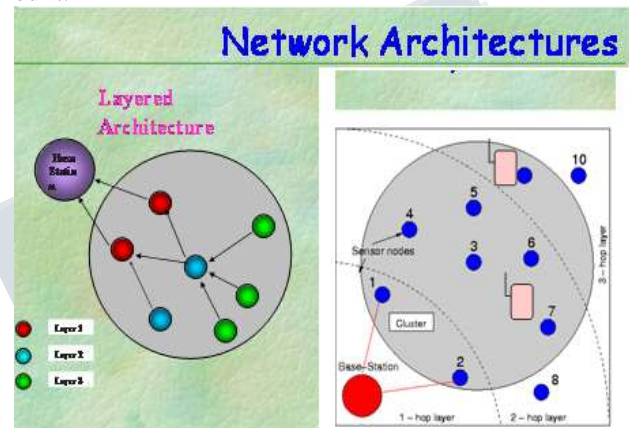 Network Architectures
Layered
Architecture
Base
Station
Layer 1
Layer 2
Layer 3
10
5
4
Sensor nodes
3
6
3 - hop layer
1
Cluster
7
Base-Station
2
8
1 - hop layer
2 - hop layer